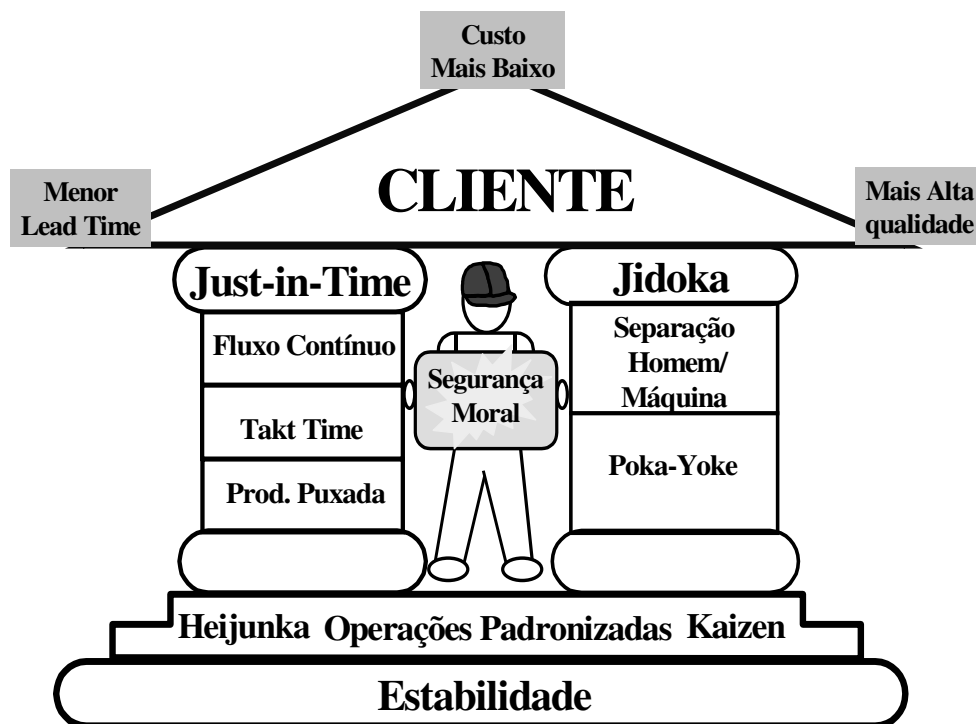 Custo
Mais Baixo
CLIENTE
Menor
Lead Time
Mais Alta
qualidade
Just-in-Time
Jidoka
Fluxo Contínuo
Takt Time
Prod. Puxada
Segurança
Moral
Separação
Homem/
Máquina
Poka-Yoke
Heijunka Operações Padronizadas Kaizen
Estabilidade